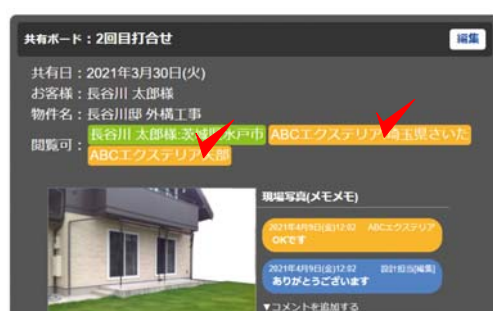 共有ボード：2回目打合せ
編集
共有日：2021年3月30日(火)
お客様：長谷川 太郎様
物件名：長谷川邸 外構工事
閲覧可：
長谷川 太郎様:茨城県水戸市
ABCエクステリア 埼玉県さいた
ABCエクステリア
現場写真(メモメモ)
2021年4月9日(金)12:02 ABCエクステリア
OKです
2021年4月9日(金)12:02 設計担当[編集]
ありがとうございます
▼コメントを追加する